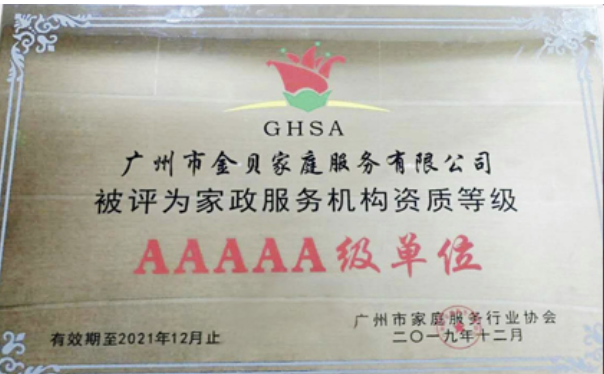 GHSA
广州市金贝家庭服务有限公司
被评为家政服务机构资质等级
AAAAA级单位
广州市家庭服务行业协会
有效期至2021年12月止
二〇一九年十二月